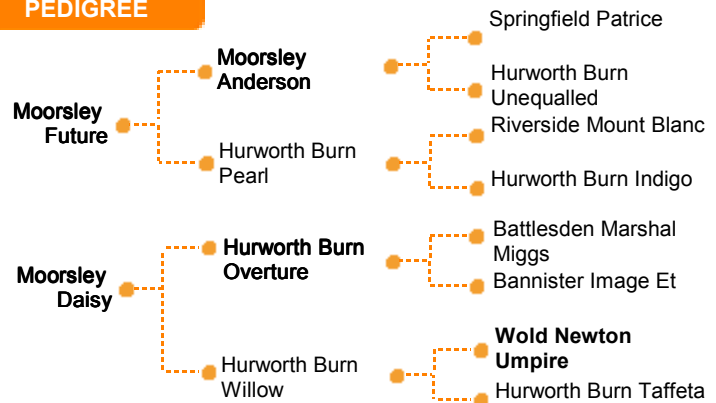 PEDIGREE
Springfield Patrice
Moorsley
Anderson
Hurworth Burn
Unequalled
Moorsley
Future
Riverside Mount Blanc
Hurworth Burn
Pearl
Hurworth Burn Indigo
Battlesden Marshal
Miggs
Hurworth Burn
Overture
Bannister Image Et
Moorsley
Daisy
Wold Newton
Umpire
Hurworth Burn
Willow
Hurworth Burn Taffeta